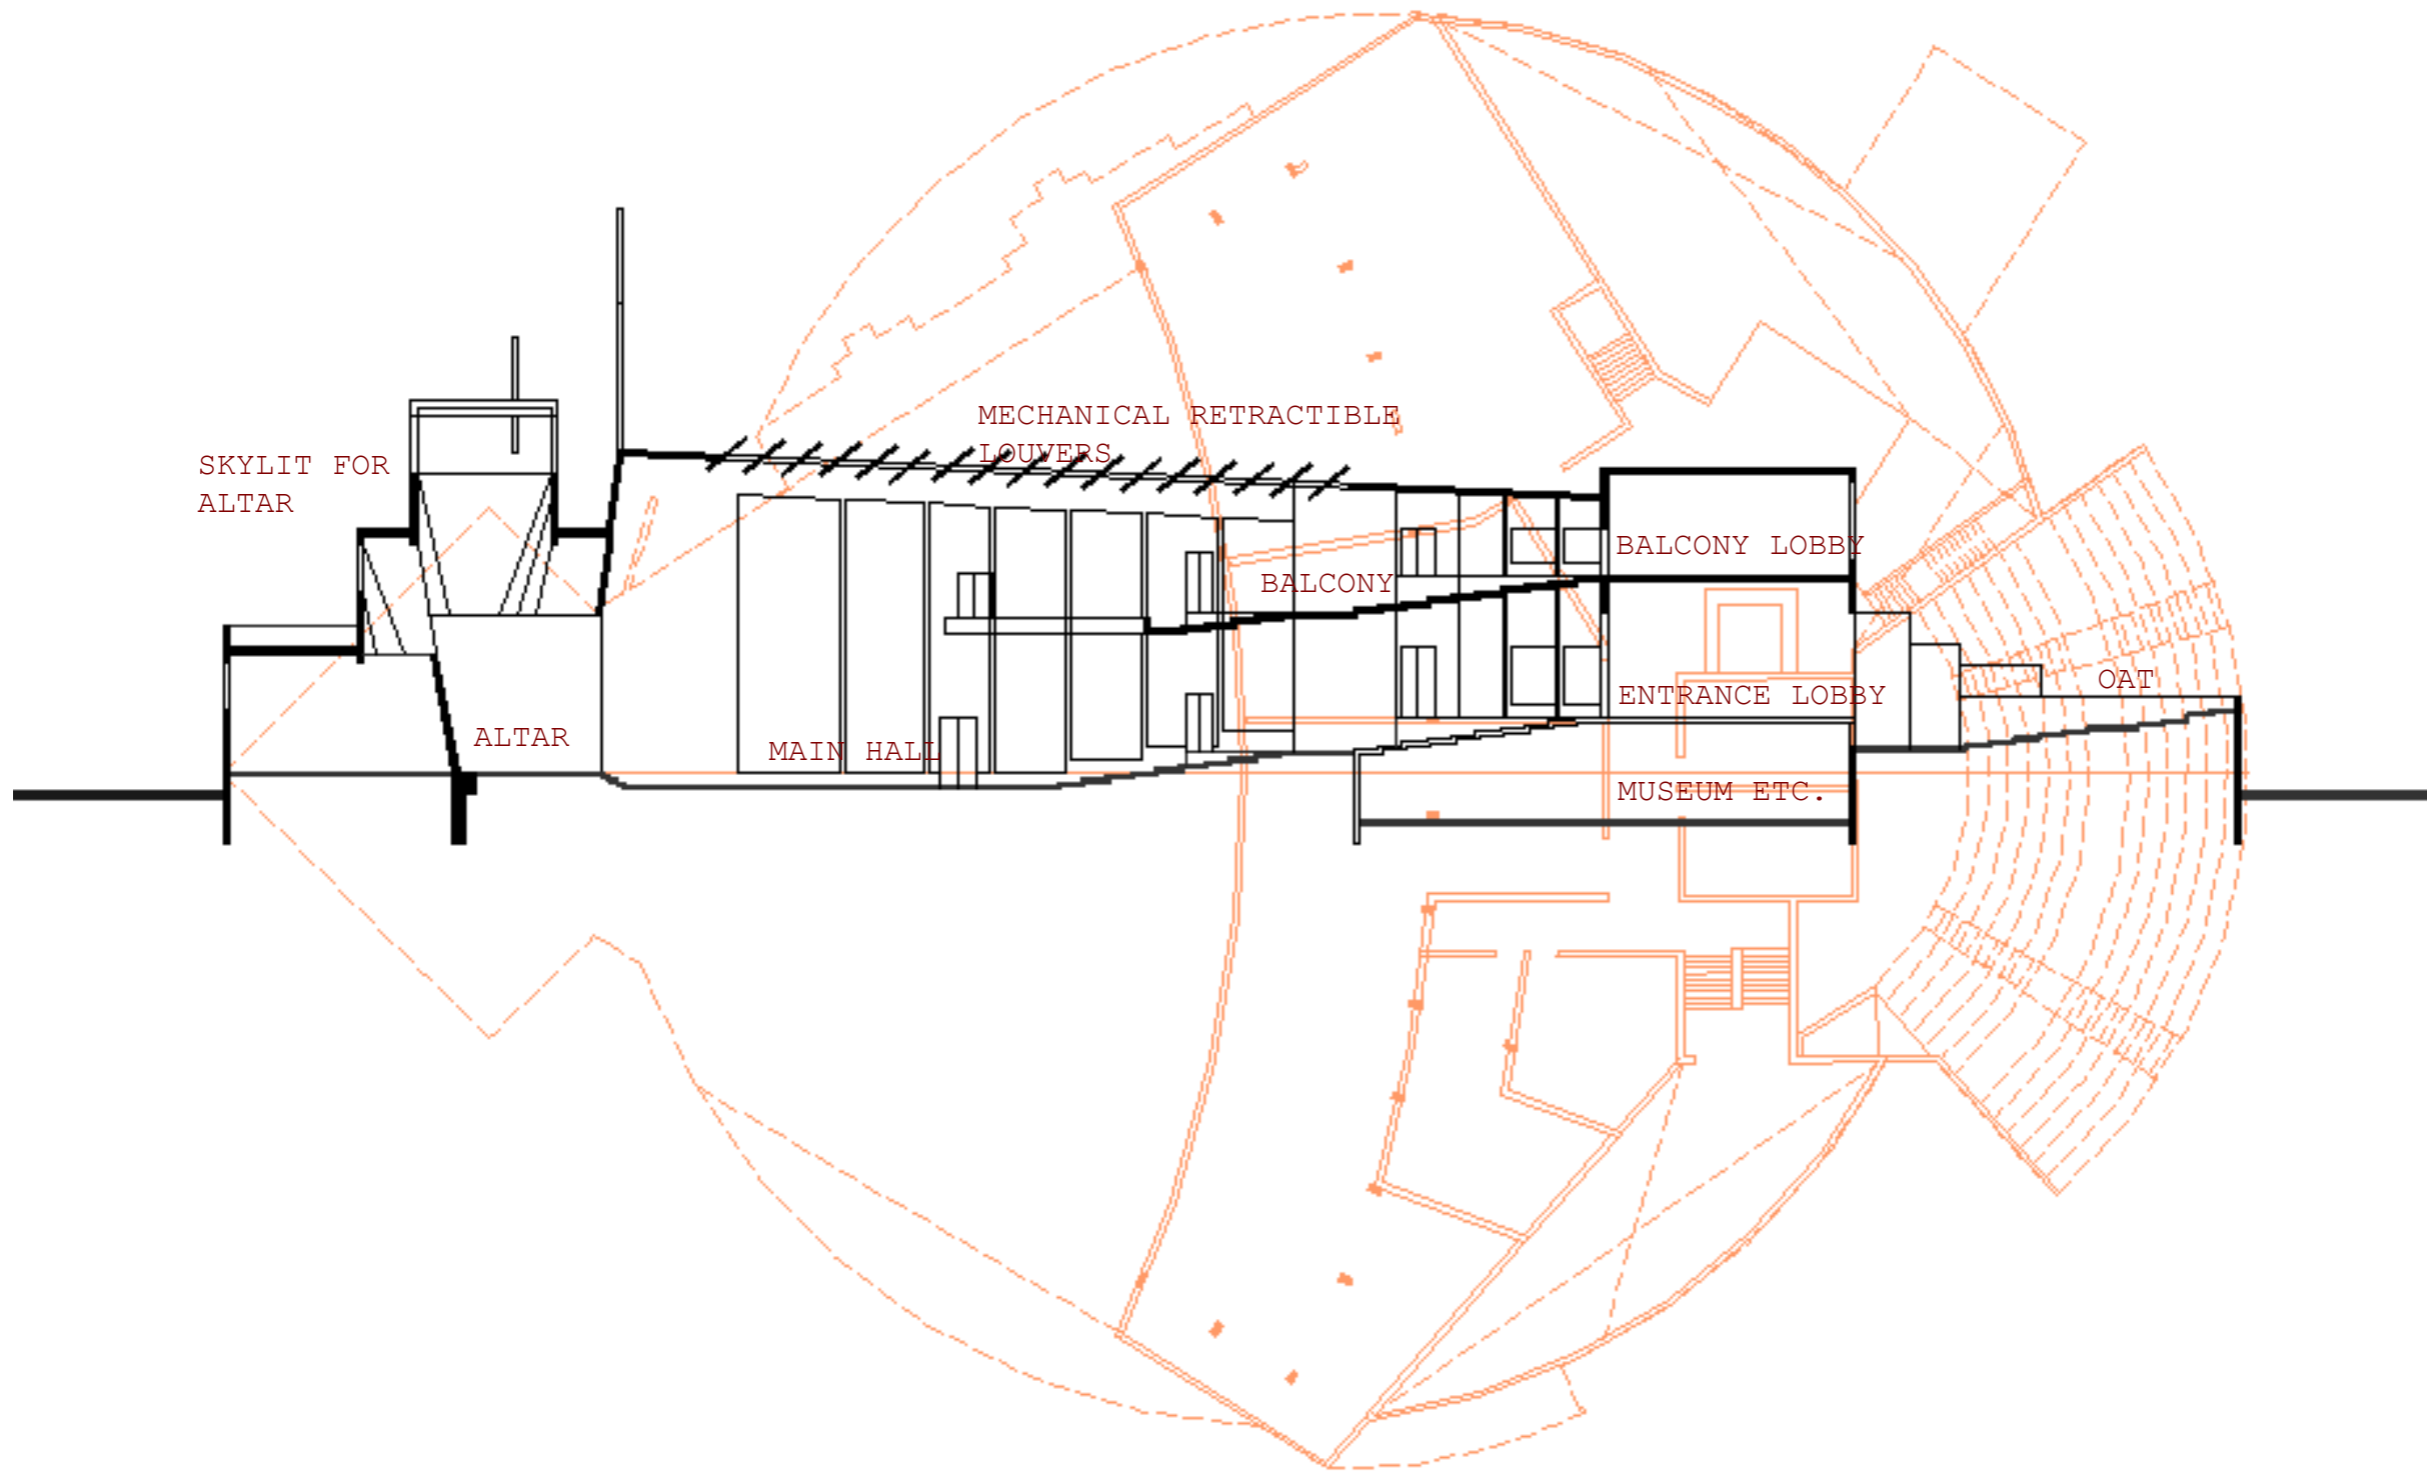 MECHANICAL RETRACTIBLE
LOUVERS
SKYLIT FOR
ALTAR
BALCONY LOBBY
BALCONY
ENTRANCE LOBBY
OAT
ALTAR
MAIN HALL
MUSEUM ETC.